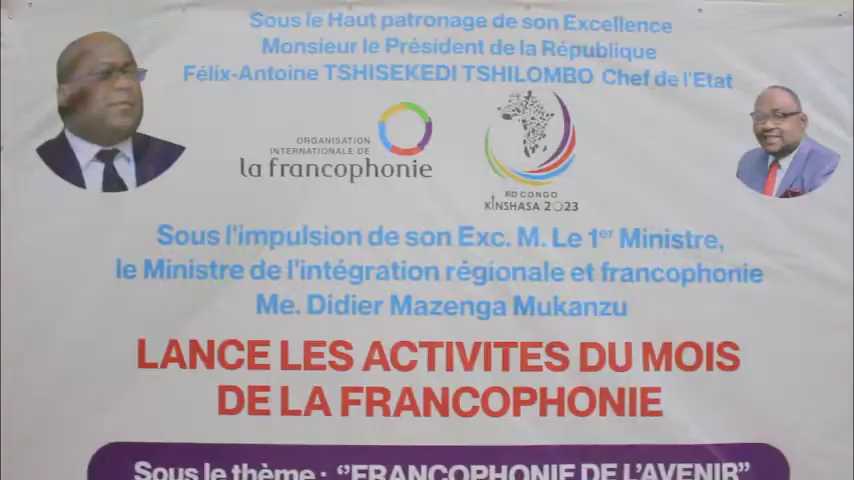 Sous le Haut patronage de son Excellence
Monsieur le Président de la République
Félix-Antoine TSHISEKEDI TSHILOMBO Chef de l'Etat
ORGANISATION
INTERNATIONALE DE
la francophonie
RD CONGO
KINSHASA 2023
Sous l'impulsion de son Exc. M. Le 1er Ministre,
le Ministre de l'intégration régionale et francophonie
Me. Didier Mazenga Mukanzu
LANCE LES ACTIVITES DU MOIS
DE LA FRANCOPHONIE
Sous le thème : “FRANCOPHONIE DE L'AVENIR”